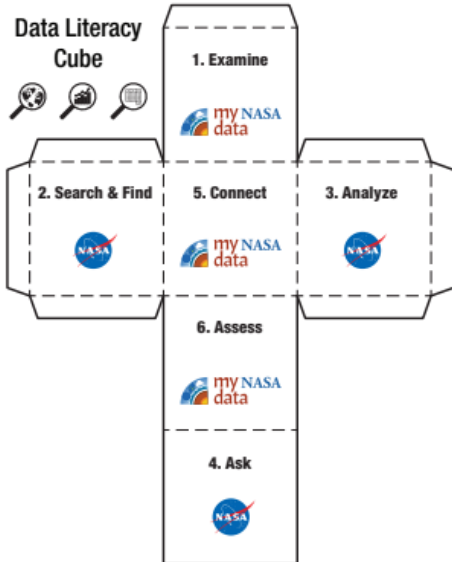 Data Literacy
Cube
1. Examine
my NASA
data
2. Search & Find
NASA
5. Connect
my NASA
data
3. Analyze
NASA
6. Assess
my NASA
data
4. Ask
NASA